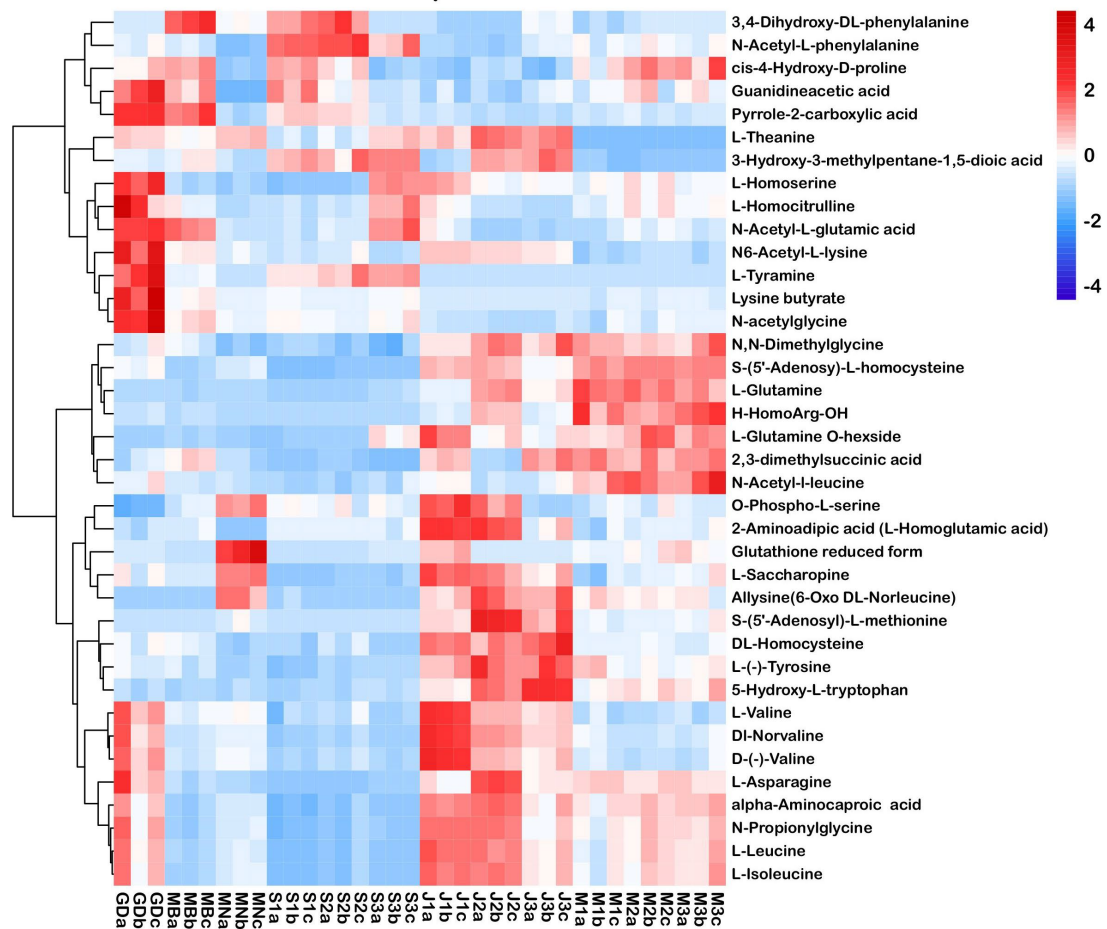 3,4-Dihydroxy-DL-phenylalanine
N-Acetyl-L-phenylalanine
cis-4-Hydroxy-D-proline
Guanidineacetic acid
Pyrrole-2-carboxylic acid
L-Theanine
3-Hydroxy-3-methylpentane-1,5-dioic acid
L-Homoserine
L-Homocitrulline
N-Acetyl-L-glutamic acid
N6-Acetyl-L-lysine
L-Tyramine
Lysine butyrate
N-acetylglycine
N,N-Dimethylglycine
S-(5'-Adenosy)-L-homocysteine
L-Glutamine
H-HomoArg-OH
L-Glutamine O-hexside
2,3-dimethylsuccinic acid
N-Acetyl-l-leucine
O-Phospho-L-serine
2-Aminoadipic acid (L-Homoglutamic acid)
Glutathione reduced form
L-Saccharopine
Allysine(6-Oxo DL-Norleucine)
S-(5'-Adenosyl)-L-methionine
DL-Homocysteine
L-(-)-Tyrosine
5-Hydroxy-L-tryptophan
L-Valine
Dl-Norvaline
D-(-)-Valine
L-Asparagine
alpha-Aminocaproic acid
N-Propionylglycine
L-Leucine
L-Isoleucine
4
2
0
-2
-4
GDa
GDb
GDc
MBa
MBb
MBc
MNa
MNb
MNc
S1a
S1b
S1c
S2a
S2b
S2c
S3a
S3b
S3c
J1a
J1b
J1c
J2a
J2b
J2c
J3a
J3b
J3c
M1a
M1b
M1c
M2a
M2b
M2c
M3a
M3b
M3c